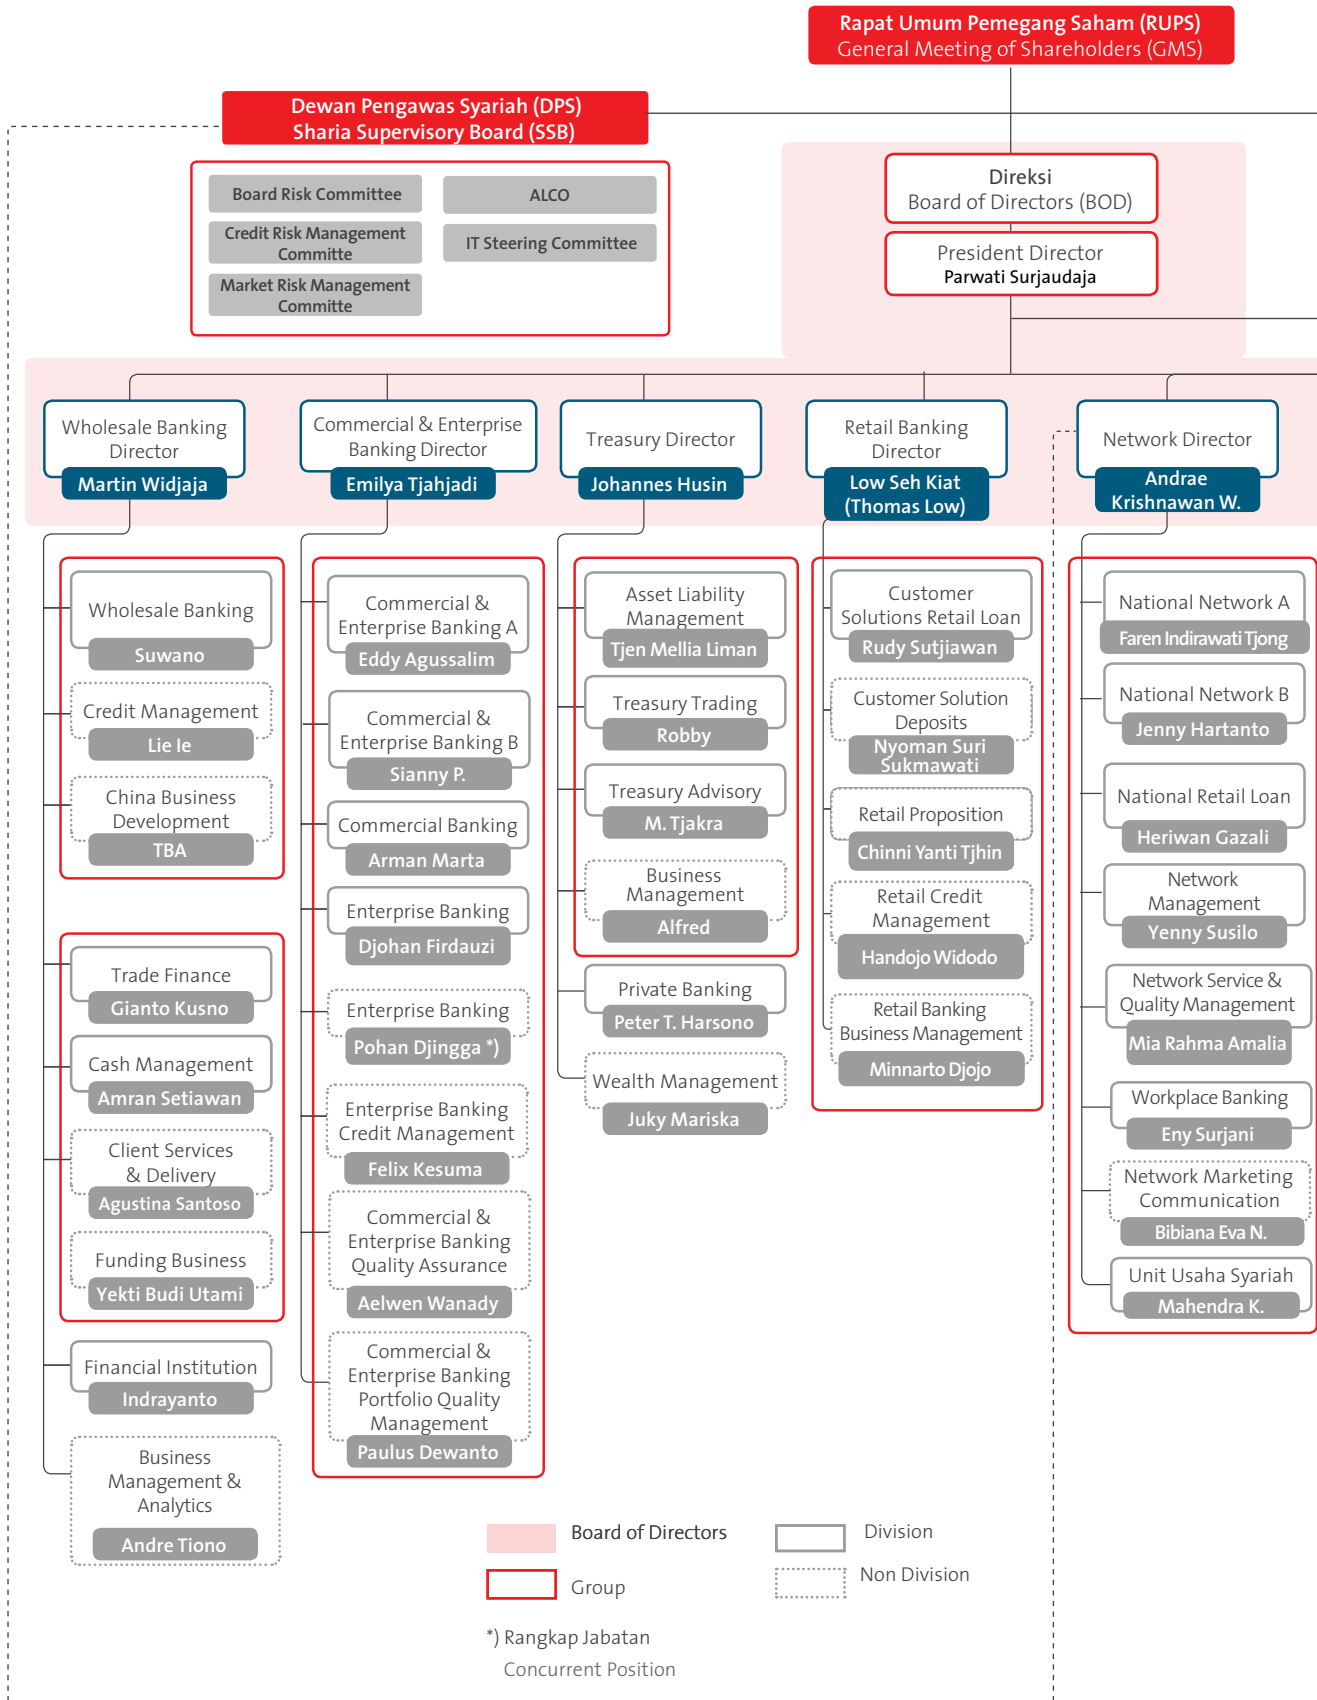 Rapat Umum Pemegang Saham (RUPS)
General Meeting of Shareholders (GMS)
Dewan Pengawas Syariah (DPS)
Sharia Supervisory Board (SSB)
Board Risk Committee
ALCO
Credit Risk Management
Committe
IT Steering Committee
Market Risk Management
Committe
Direksi
Board of Directors (BOD)
President Director
Parwati Surjaudaja
Wholesale Banking
Director
Martin Widjaja
Commercial & Enterprise
Banking Director
Emilya Tjahjadi
Treasury Director
Johannes Husin
Retail Banking
Director
Low Seh Kiat
(Thomas Low)
Network Director
Andrae
Krishnawan W.
Wholesale Banking
Suwano
Credit Management
Lie Ie
China Business
Development
TBA
Trade Finance
Gianto Kusno
Cash Management
Amran Setiawan
Client Services
& Delivery
Agustina Santoso
Funding Business
Yekti Budi Utami
Financial Institution
Indrayanto
Business
Management &
Analytics
Andre Tiono
Commercial &
Enterprise Banking A
Eddy Agussalim
Commercial &
Enterprise Banking B
Sianny P.
Commercial Banking
Arman Marta
Enterprise Banking
Djohan Firdauzi
Enterprise Banking
Pohan Djingga *)
Enterprise Banking
Credit Management
Felix Kesuma
Commercial &
Enterprise Banking
Quality Assurance
Aelwen Wanady
Commercial &
Enterprise Banking
Portfolio Quality
Management
Paulus Dewanto
Asset Liability
Management
Tjen Mellia Liman
Treasury Trading
Robby
Treasury Advisory
M. Tjakra
Business
Management
Alfred
Private Banking
Peter T. Harsono
Wealth Management
Juky Mariska
Customer
Solutions Retail Loan
Rudy Sutjiawan
Customer Solution
Deposits
Nyoman Suri
Sukmawati
Retail Proposition
Chinni Yanti Tjhin
Retail Credit
Management
Handojo Widodo
Retail Banking
Business Management
Minnarto Djojo
National Network A
Faren Indirawati Tjong
National Network B
Jenny Hartanto
National Retail Loan
Heriwan Gazali
Network
Management
Yenny Susilo
Network Service &
Quality Management
Mia Rahma Amalia
Workplace Banking
Eny Surjani
Network Marketing
Communication
Bibiana Eva N.
Unit Usaha Syariah
Mahendra K.
Board of Directors
Division
Group
Non Division
*) Rangkap Jabatan
Concurrent Position